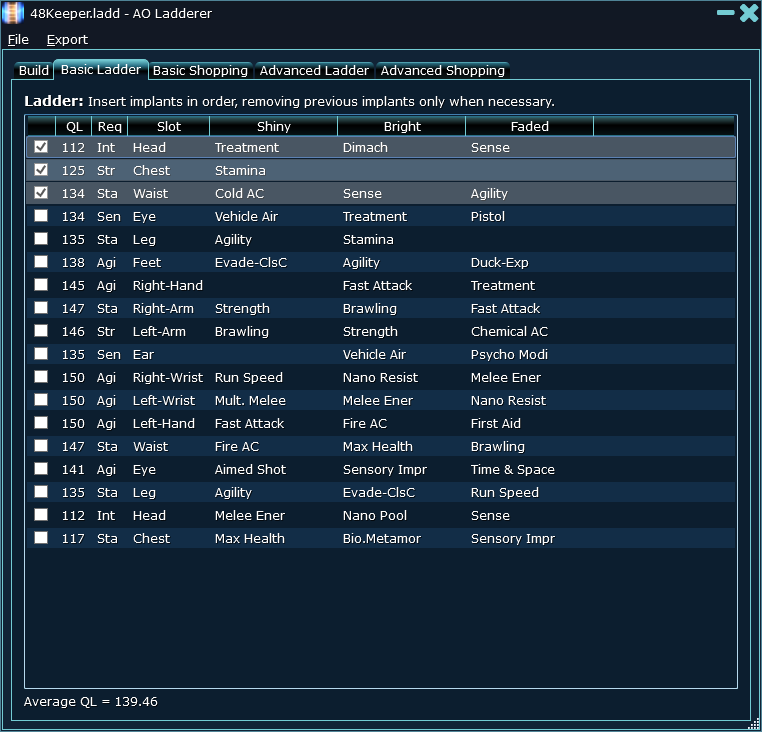 48Keeper.ladd - AO Ladderer
File Export
Build Basic Ladder Basic Shopping Advanced Ladder Advanced Shopping
Ladder: Insert implants in order, removing previous implants only when necessary.
QL Req Slot Shiny Bright Faded
112 Int Head Treatment Dimach Sense
125 Str Chest Stamina
134 Sta Waist Cold AC Sense Agility
134 Sen Eye Vehicle Air Treatment Pistol
135 Sta Leg Agility Stamina
138 Agi Feet Evade-ClsC Agility Duck-Exp
145 Agi Right-Hand Fast Attack Treatment
147 Sta Right-Arm Strength Brawling Fast Attack
146 Str Left-Arm Brawling Strength Chemical AC
135 Sen Ear Vehicle Air Psycho Modi
150 Agi Right-Wrist Run Speed Nano Resist Melee Ener
150 Agi Left-Wrist Mult. Melee Melee Ener Nano Resist
150 Agi Left-Hand Fast Attack Fire AC First Aid
147 Sta Waist Fire AC Max Health Brawling
141 Agi Eye Aimed Shot Sensory Impr Time & Space
135 Sta Leg Agility Evade-ClsC Run Speed
112 Int Head Melee Ener Nano Pool Sense
117 Sta Chest Max Health Bio.Metamor Sensory Impr
Average QL = 139.46